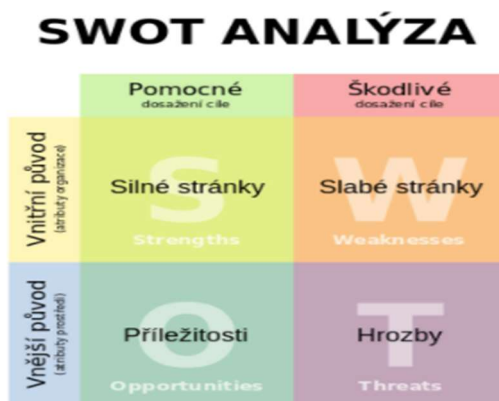 SWOT ANALÝZA
Pomocné
dosažení cíle
Škodlivé
dosažení cíle
Vnitřní původ
(atributy organizace)
S
Silné stránky
Strengths
W
Slabé stránky
Weaknesses
Vnější původ
(atributy prostředí)
O
Příležitosti
Opportunities
T
Hrozby
Threats